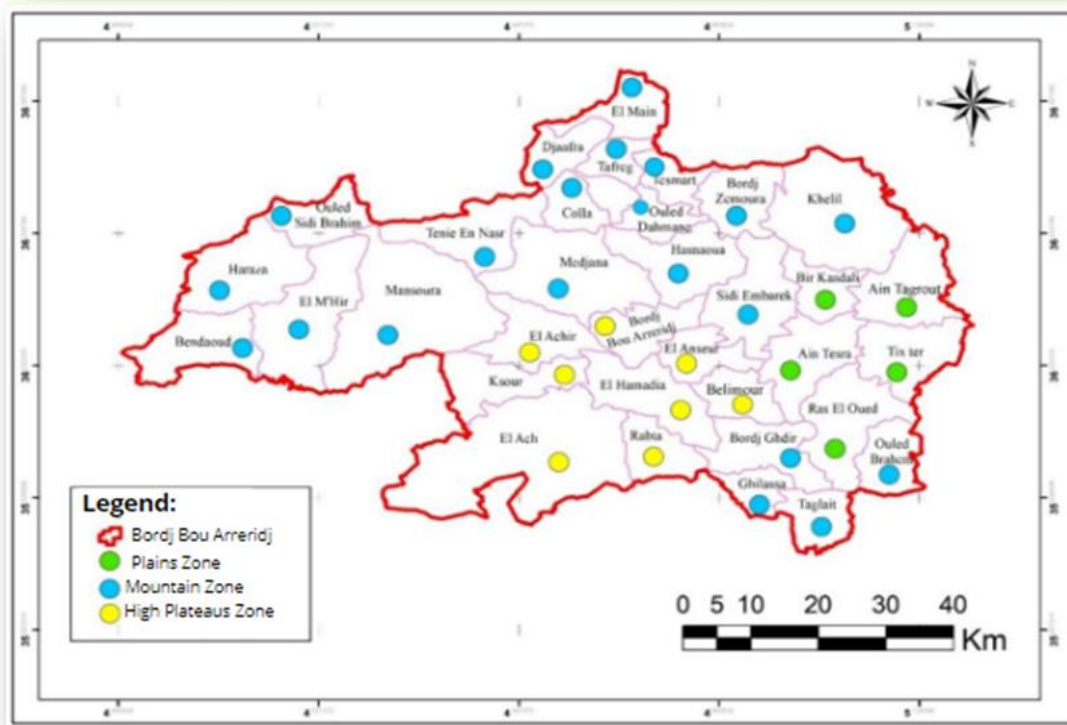 N
W
E
S
El Main
Djaafra
Tafreg
Tesmart
Bordj
Zemoura
Khelil
Colla
Ouled
Dahmane
Ouled
Sidi Brahim
Tenie En Nasr
Hasnaoua
Medjana
Haraza
El M'Hir
Mansoura
Sidi Embarek
Bir Kasdali
Ain Tagrout
Bendaoud
El Achir
Bordj
Bou Arreridj
El Anseur
Ain Tesra
Tix ter
Ksour
El Hamadia
Belimour
Ras El Oued
El Ach
Rabta
Bordj Ghdir
Ouled
Brahem
Ghilassa
Taglait
Legend:
Bordj Bou Arreridj
Plains Zone
Mountain Zone
High Plateaus Zone
0 5 10 20 30 40
Km